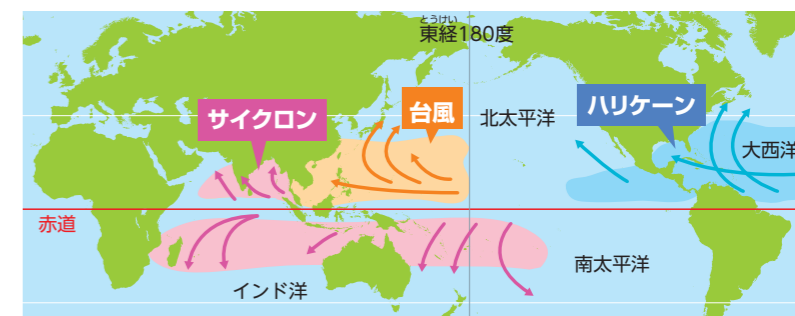 とうけい
東経180度
サイクロン
台風
北太平洋
ハリケーン
大西洋
赤道
南太平洋
インド洋